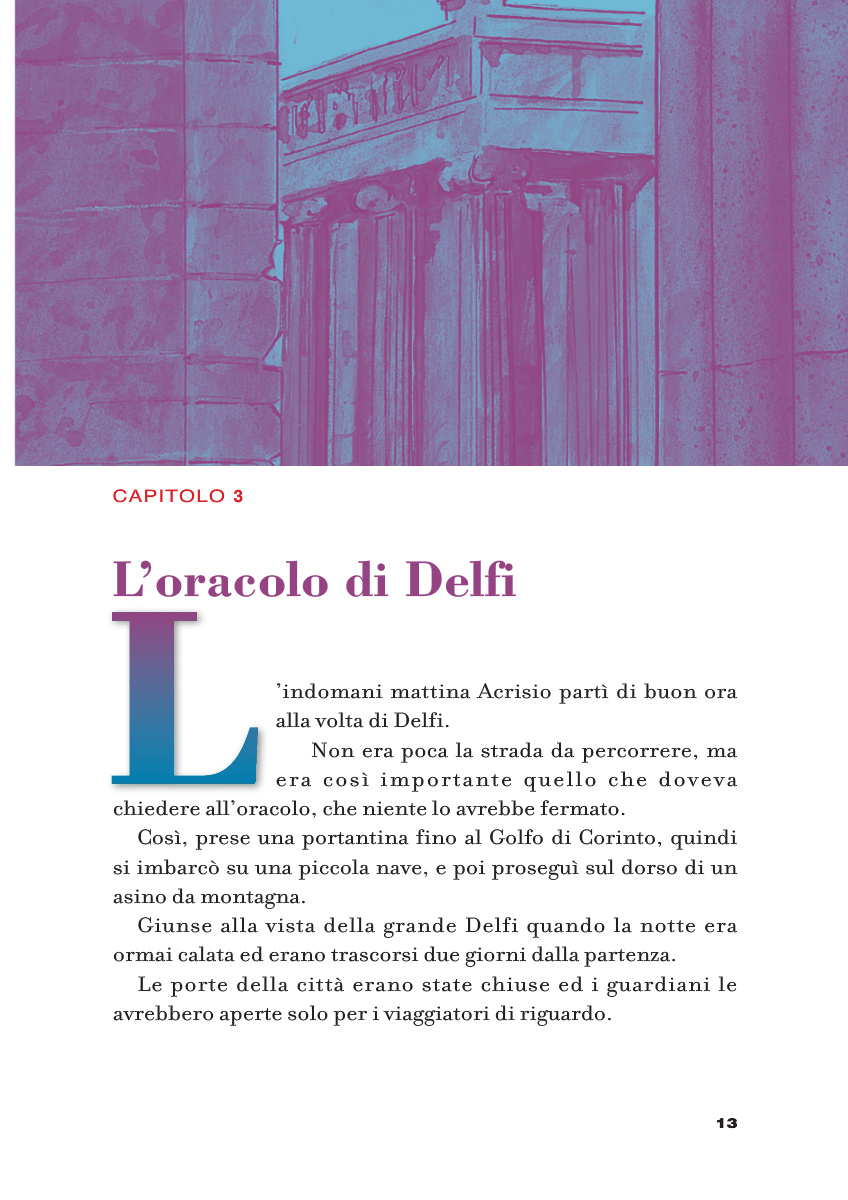 CAPITOLO 3
L’oracolo di Delfi
L’indomani mattina Acrisio partì di buon ora
alla volta di Delfi.
Non era poca la strada da percorrere, ma
era così importante quello che doveva
chiedere all’oracolo, che niente lo avrebbe fermato.
Così, prese una portantina fino al Golfo di Corinto, quindi
si imbarcò su una piccola nave, e poi proseguì sul dorso di un
asino da montagna.
Giunse alla vista della grande Delfi quando la notte era
ormai calata ed erano trascorsi due giorni dalla partenza.
Le porte della città erano state chiuse ed i guardiani le
avrebbero aperte solo per i viaggiatori di riguardo.
13